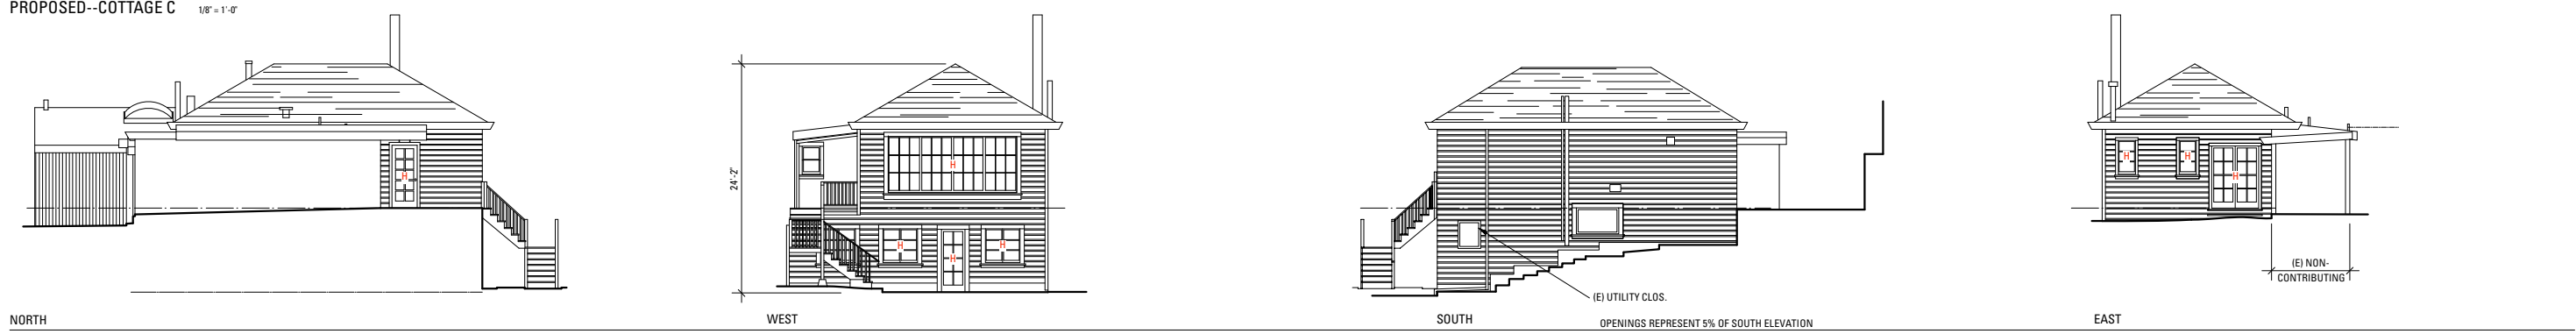 PROPOSED--COTTAGE C 1/8" = 1'-0"
H
24'-2"
H
H
H
H
(E) UTILITY CLOS.
H
H
H
(E) NON-
CONTRIBUTING
NORTH
WEST
SOUTH
OPENINGS REPRESENT 5% OF SOUTH ELEVATION
EAST